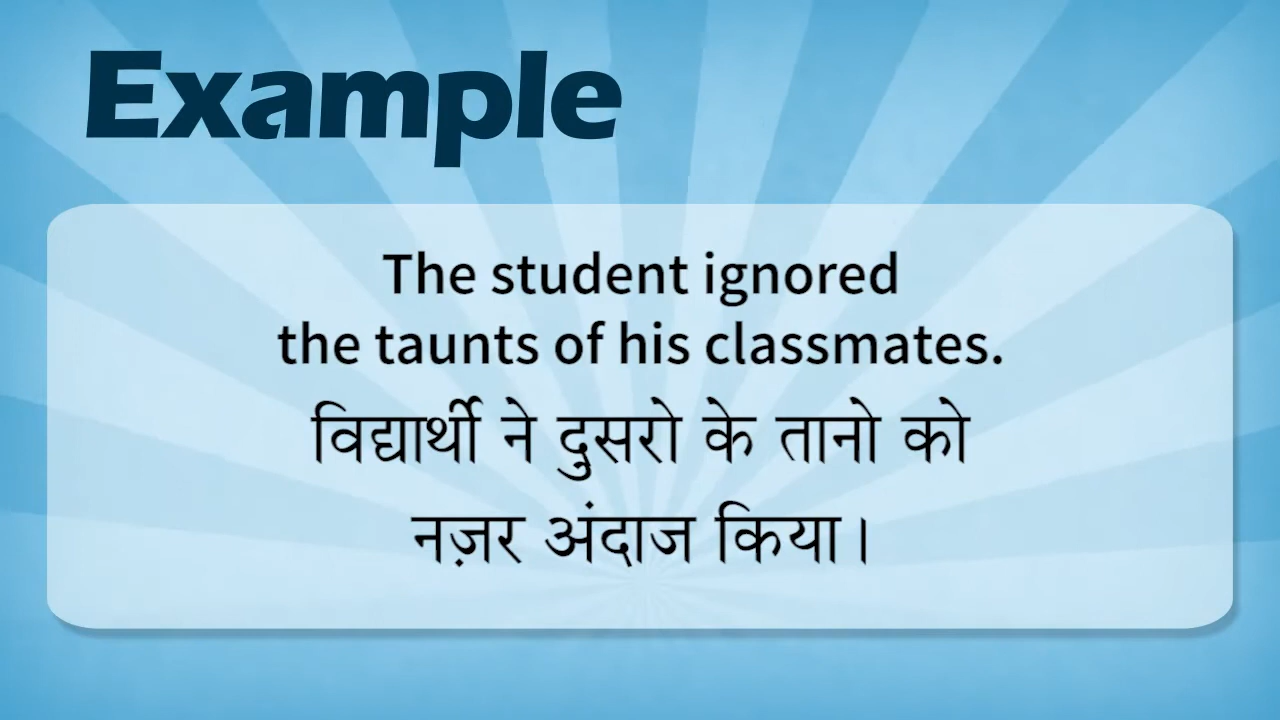 Example
The student ignored
the taunts of his classmates.
विद्यार्थी ने दुसरो के तानो को
नज़र अंदाज किया।